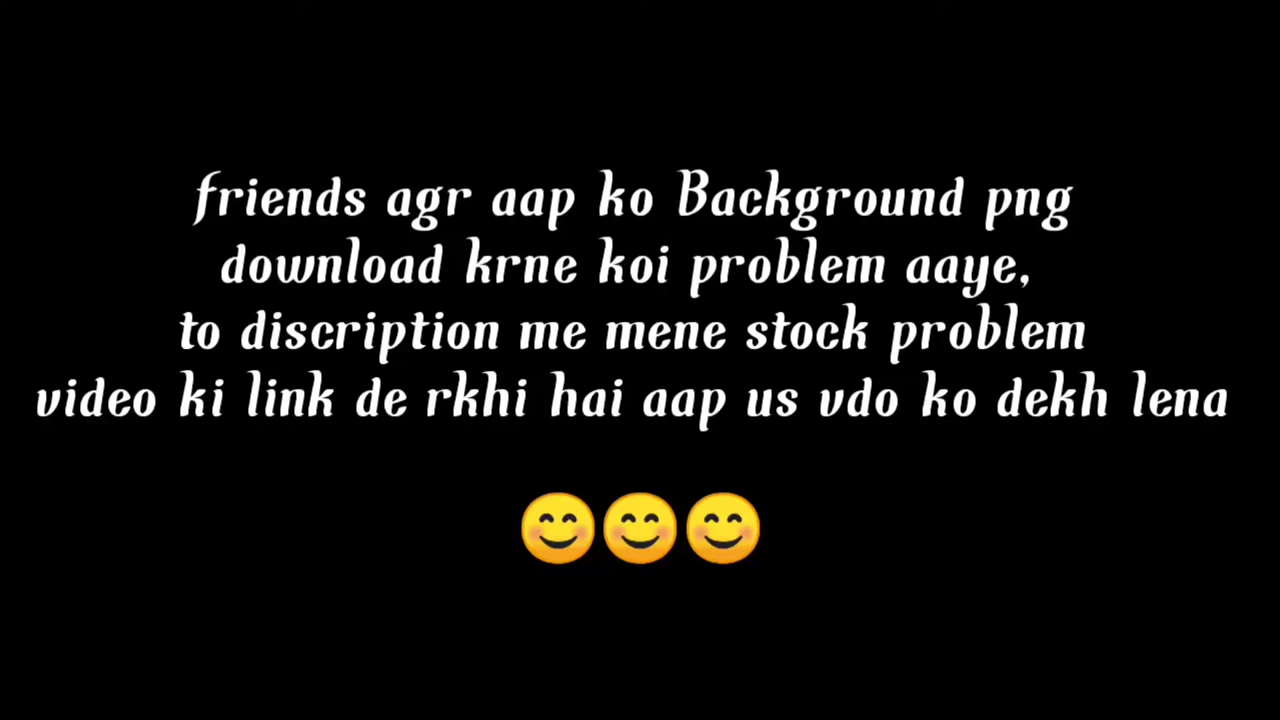 friends agr aap ko Background png
download krne koi problem aaye,
to discription me mene stock problem
video ki link de rkhi hai aap us vdo ko dekh lena
😊😊😊